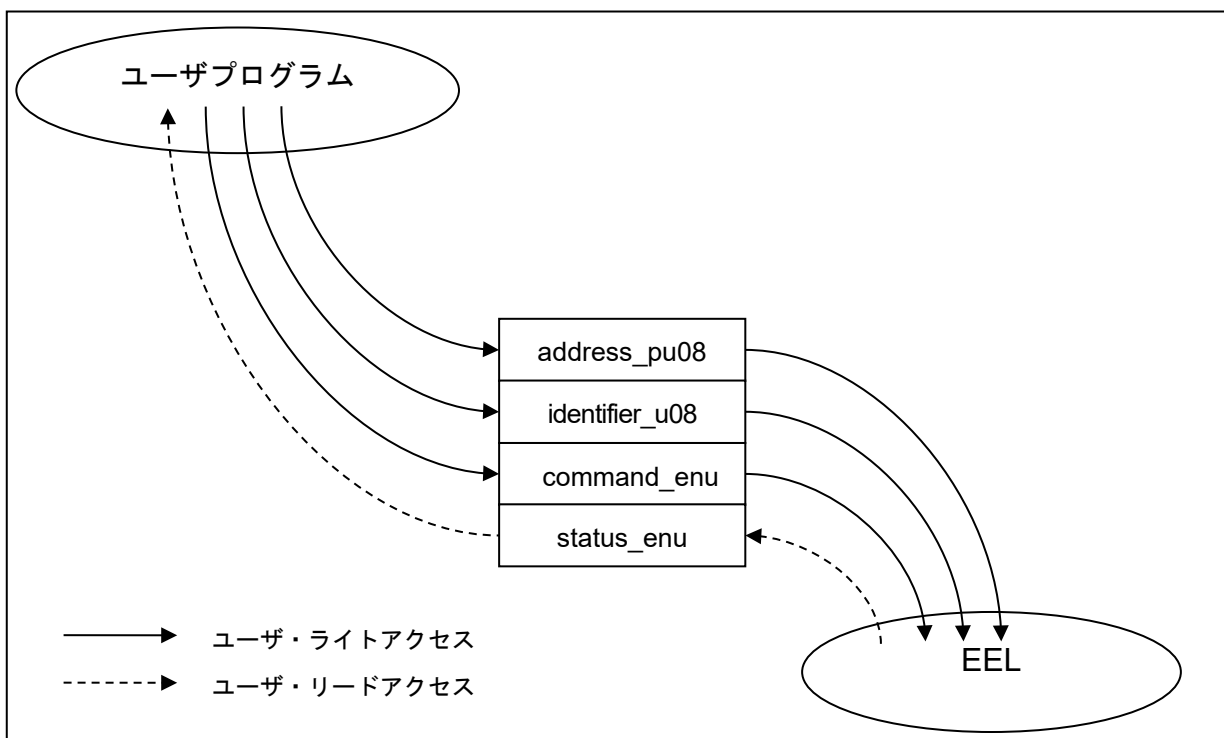 ユーザプログラム
address_pu08
identifier_u08
command_enu
status_enu
ユーザ・ライトアクセス
ユーザ・リードアクセス
EEL